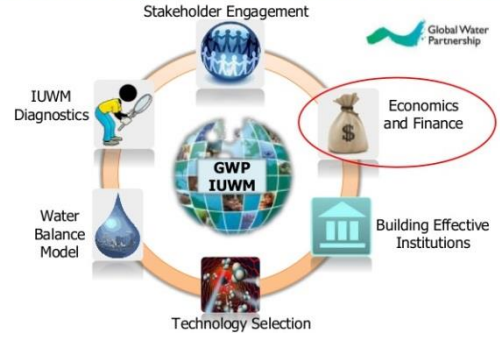 Stakeholder Engagement
Global Water
Partnership
IUWM
Diagnostics
$
Economics
and Finance
GWP
IUWM
Water
Balance
Model
Building Effective
Institutions
Technology Selection